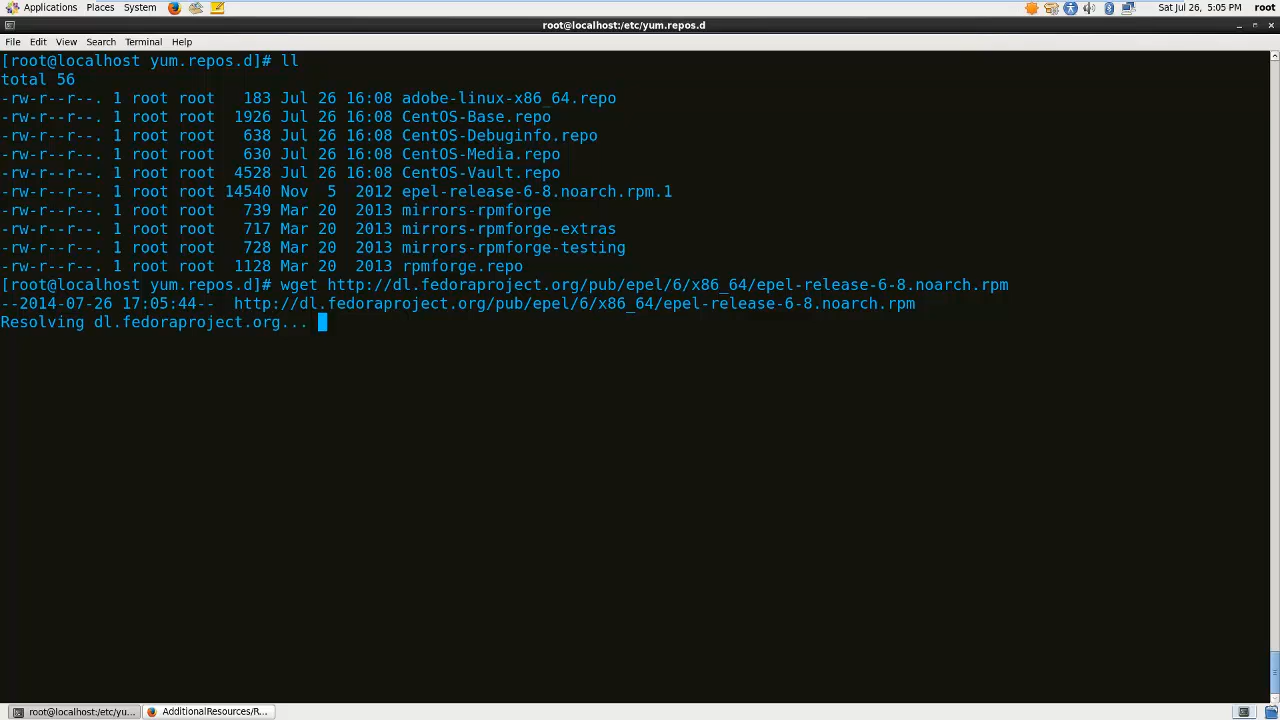 Applications Places System Sat Jul 26, 5:05 PM root
root@localhost:/etc/yum.repos.d
File Edit View Search Terminal Help
[root@localhost yum.repos.d]# ll
total 56
-rw-r--r--. 1 root root   183 Jul 26 16:08 adobe-linux-x86_64.repo
-rw-r--r--. 1 root root  1926 Jul 26 16:08 CentOS-Base.repo
-rw-r--r--. 1 root root   638 Jul 26 16:08 CentOS-Debuginfo.repo
-rw-r--r--. 1 root root   630 Jul 26 16:08 CentOS-Media.repo
-rw-r--r--. 1 root root  4528 Jul 26 16:08 CentOS-Vault.repo
-rw-r--r--. 1 root root 14540 Nov  5  2012 epel-release-6-8.noarch.rpm.1
-rw-r--r--. 1 root root   739 Mar 20  2013 mirrors-rpmforge
-rw-r--r--. 1 root root   717 Mar 20  2013 mirrors-rpmforge-extras
-rw-r--r--. 1 root root   728 Mar 20  2013 mirrors-rpmforge-testing
-rw-r--r--. 1 root root  1128 Mar 20  2013 rpmforge.repo
[root@localhost yum.repos.d]# wget http://dl.fedoraproject.org/pub/epel/6/x86_64/epel-release-6-8.noarch.rpm
--2014-07-26 17:05:44--  http://dl.fedoraproject.org/pub/epel/6/x86_64/epel-release-6-8.noarch.rpm
Resolving dl.fedoraproject.org...
root@localhost:/etc/yu... AdditionalResources/R...